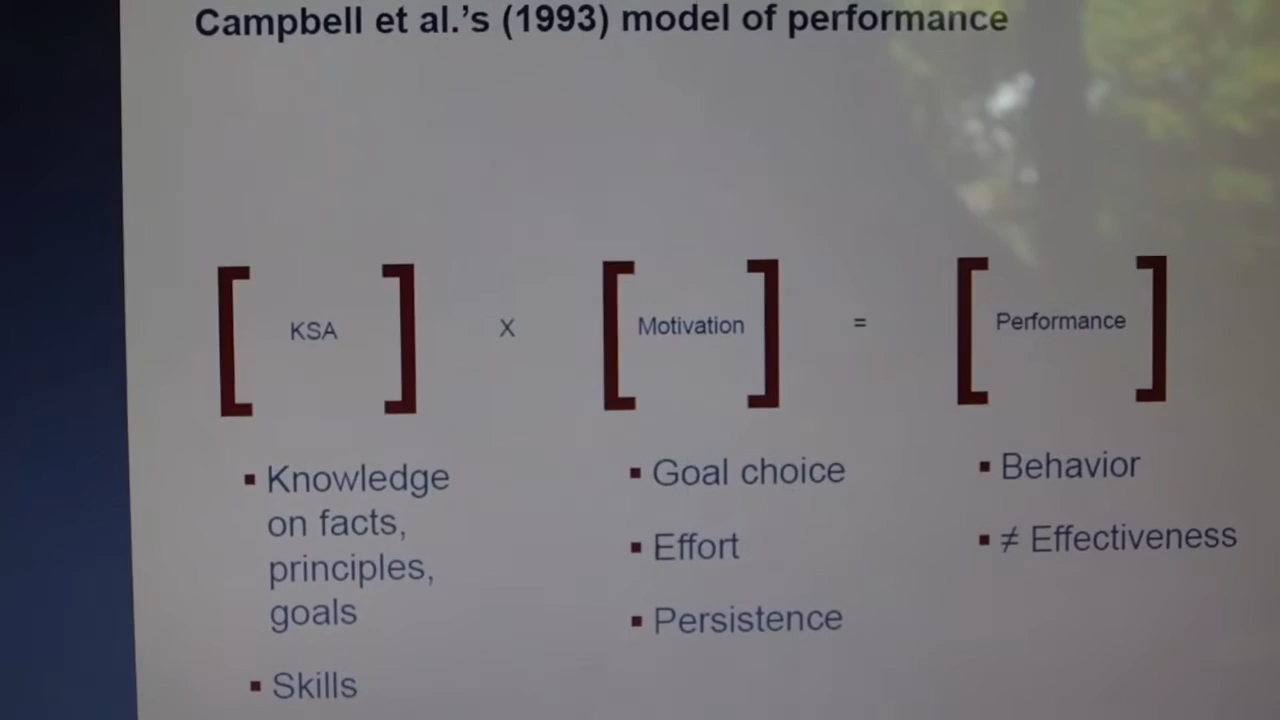 Campbell et al.'s (1993) model of performance
KSA X Motivation = Performance
▪ Knowledge
on facts,
principles,
goals
▪ Skills
▪ Goal choice
▪ Effort
▪ Persistence
▪ Behavior
▪ ≠ Effectiveness